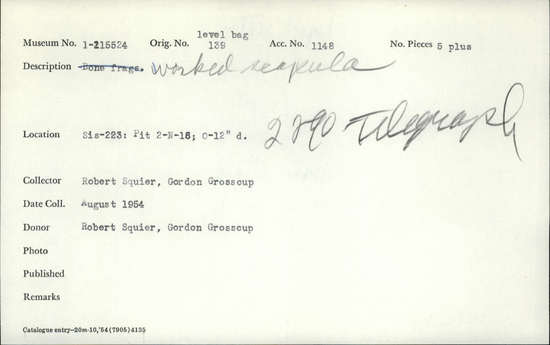 level bag
Museum No. 1-215524 Orig. No. 139 Acc. No. 1148 No. Pieces 5 plus
Description Bone frags. worked scapula
Location Sis-223: Pit 2-N-15; 0-12" d. 2290 Telegraph
Collector Robert Squier, Gordon Grosscup
Date Coll. August 1954
Donor Robert Squier, Gordon Grosscup
Photo
Published
Remarks
Catalogue entry—20m-10,'54 (7905) 4135